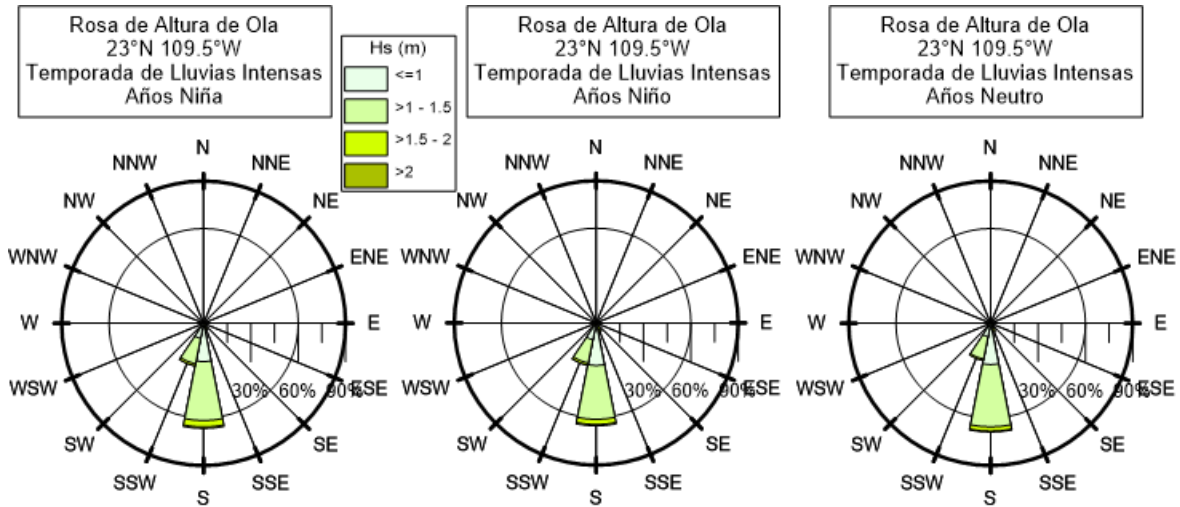 Rosa de Altura de Ola
23°N 109.5°W
Temporada de Lluvias Intensas
Años Niña
Hs (m)
<=1
>1 - 1.5
>1.5 - 2
>2
Rosa de Altura de Ola
23°N 109.5°W
Temporada de Lluvias Intensas
Años Niño
Rosa de Altura de Ola
23°N 109.5°W
Temporada de Lluvias Intensas
Años Neutro
N
NNE
NE
ENE
E
ESE
SE
SSE
S
SSW
SW
WSW
W
WNW
NW
NNW
30% 60% 90%
N
NNE
NE
ENE
E
ESE
SE
SSE
S
SSW
SW
WSW
W
WNW
NW
NNW
30% 60% 90%
N
NNE
NE
ENE
E
ESE
SE
SSE
S
SSW
SW
WSW
W
WNW
NW
NNW
30% 60% 90%